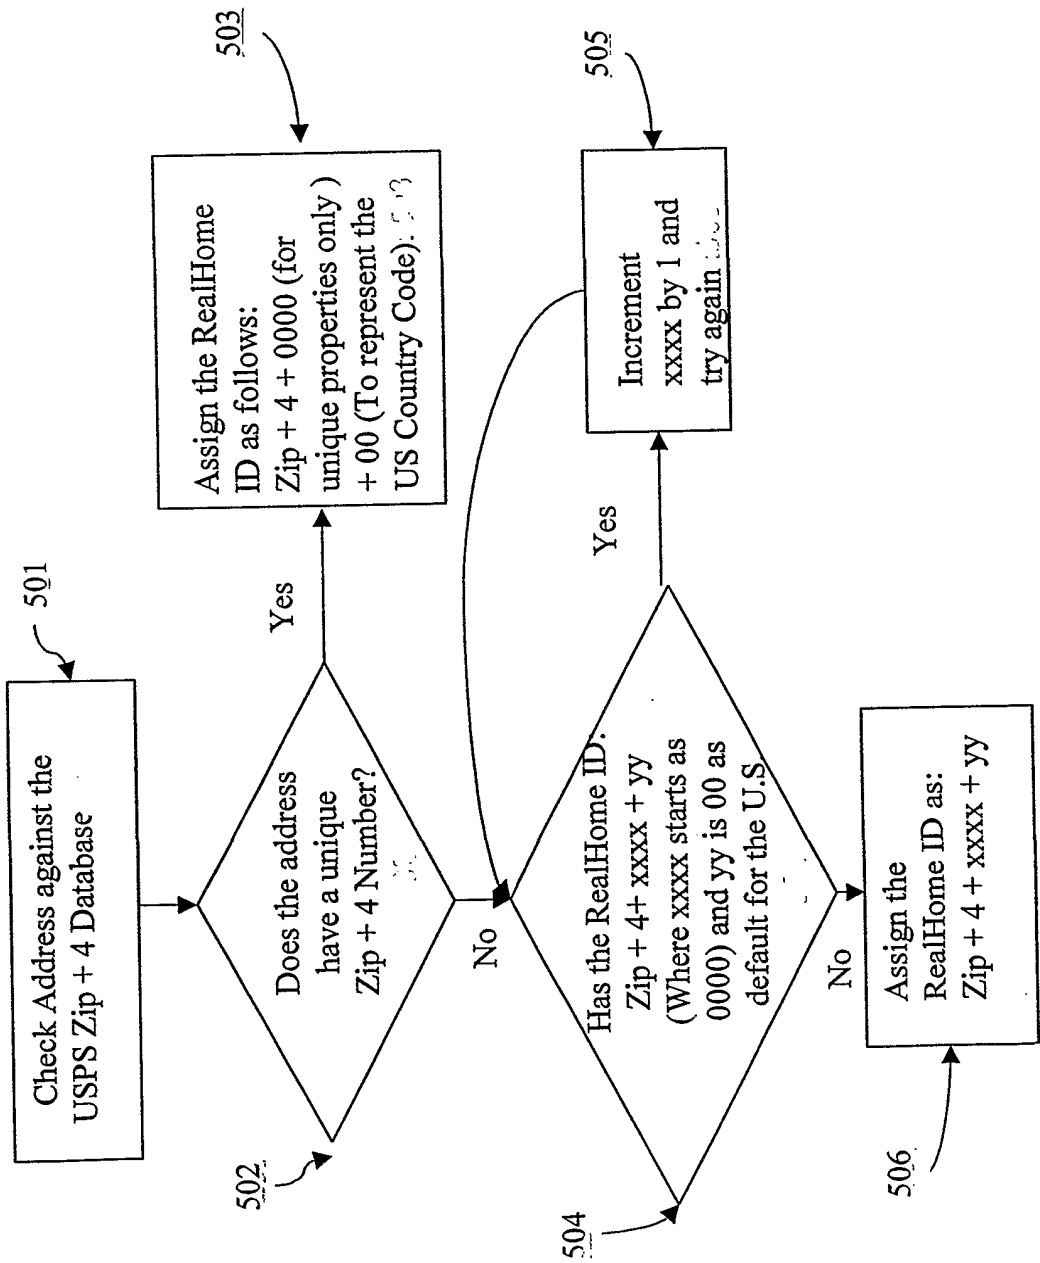 Check Address against the
USPS Zip + 4 Database
501
Does the address
have a unique
Zip + 4 Number?
502
Yes
Assign the RealHome
ID as follows:
Zip + 4 + 0000 (for
unique properties only )
+ 00 (To represent the
US Country Code).
503
No
Has the RealHome ID:
Zip + 4+ xxxx + yy
(Where xxxx starts as
0000) and yy is 00 as
default for the U.S
504
Yes
Increment
xxxx by 1 and
try again
505
No
Assign the
RealHome ID as:
Zip + 4 + xxxx + yy
506